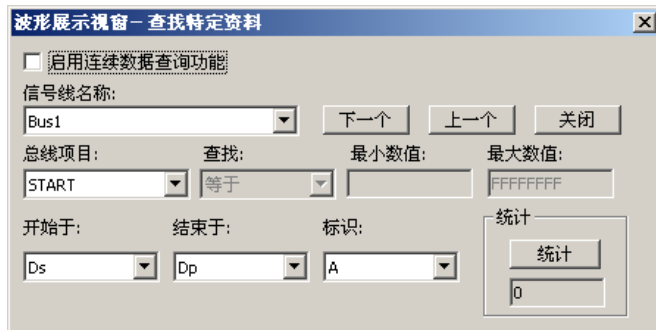 波形展示視窗－查找特定资料
启用连续数据查询功能
信号线名称:
Bus1 下一个 上一个 关闭
总线项目: 查找: 最小数值: 最大数值:
START 等于 FFFFFFFF
开始于: 结束于: 标识: 统计
Ds Dp A 统计
0